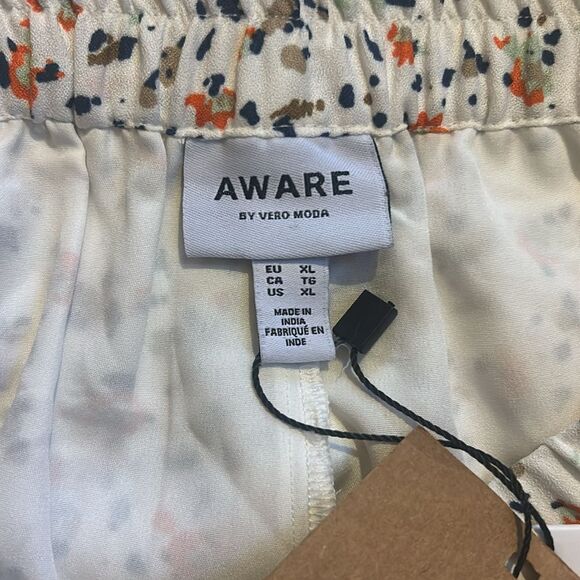 AWARE
BY VERO MODA
EU XL
CA TG
US XL
MADE IN
INDIA
FABRIQUÉ EN
INDE